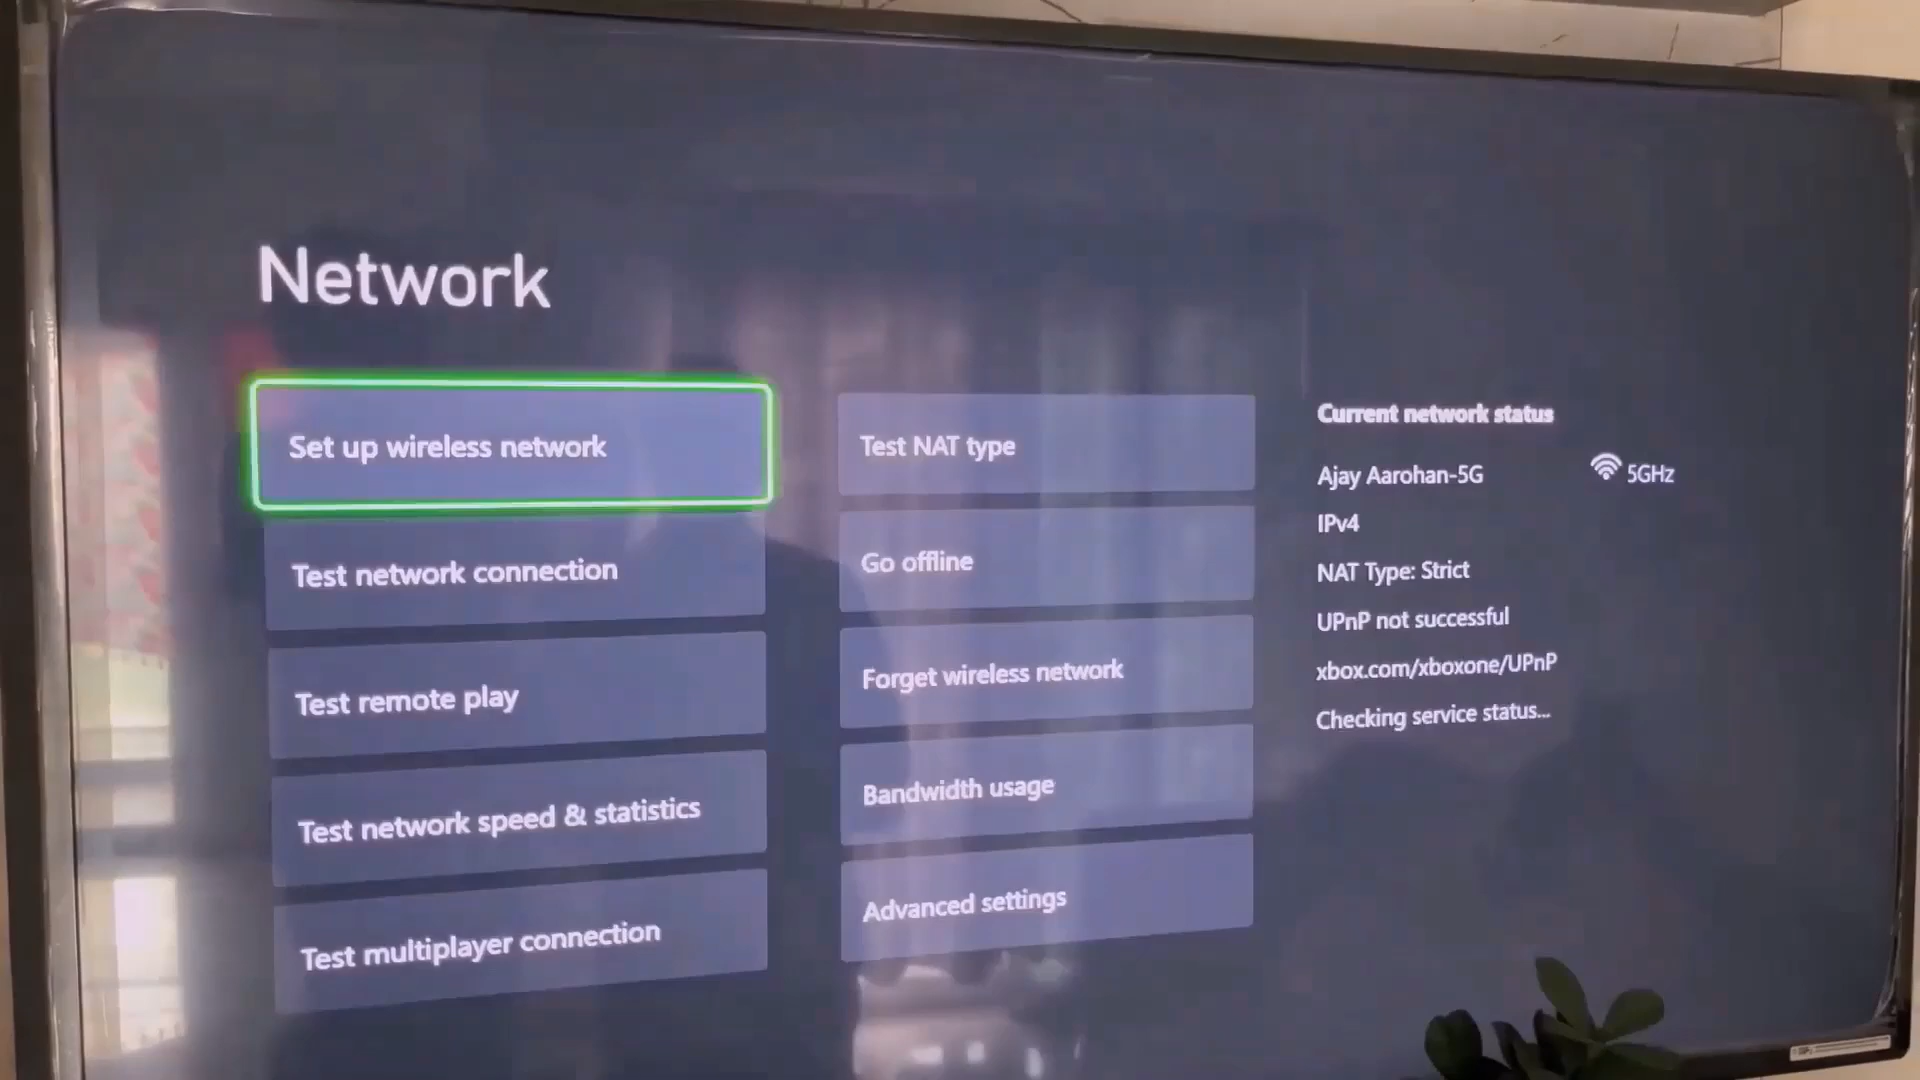 Network
Set up wireless network
Test network connection
Test remote play
Test network speed & statistics
Test multiplayer connection
Test NAT type
Go offline
Forget wireless network
Bandwidth usage
Advanced settings
Current network status
Ajay Aarohan-5G 5GHz
IPv4
NAT Type: Strict
UPnP not successful
xbox.com/xboxone/UPnP
Checking service status...